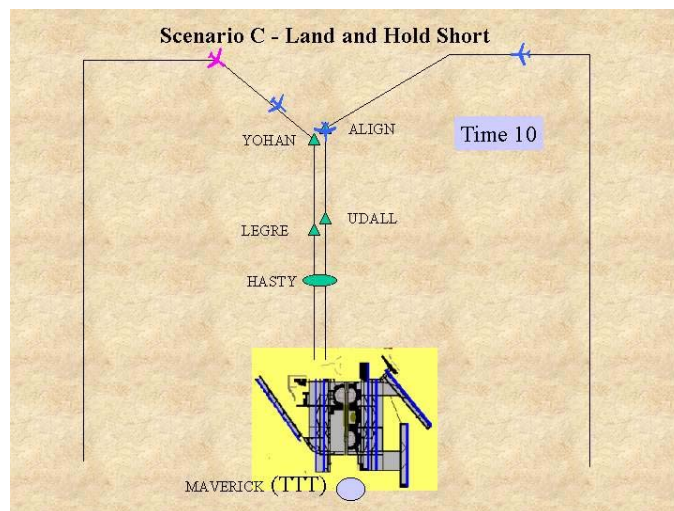 Scenario C - Land and Hold Short
ALIGN
YOHAN
Time 10
UDALL
LEGRE
HASTY
MAVERICK (TTT)